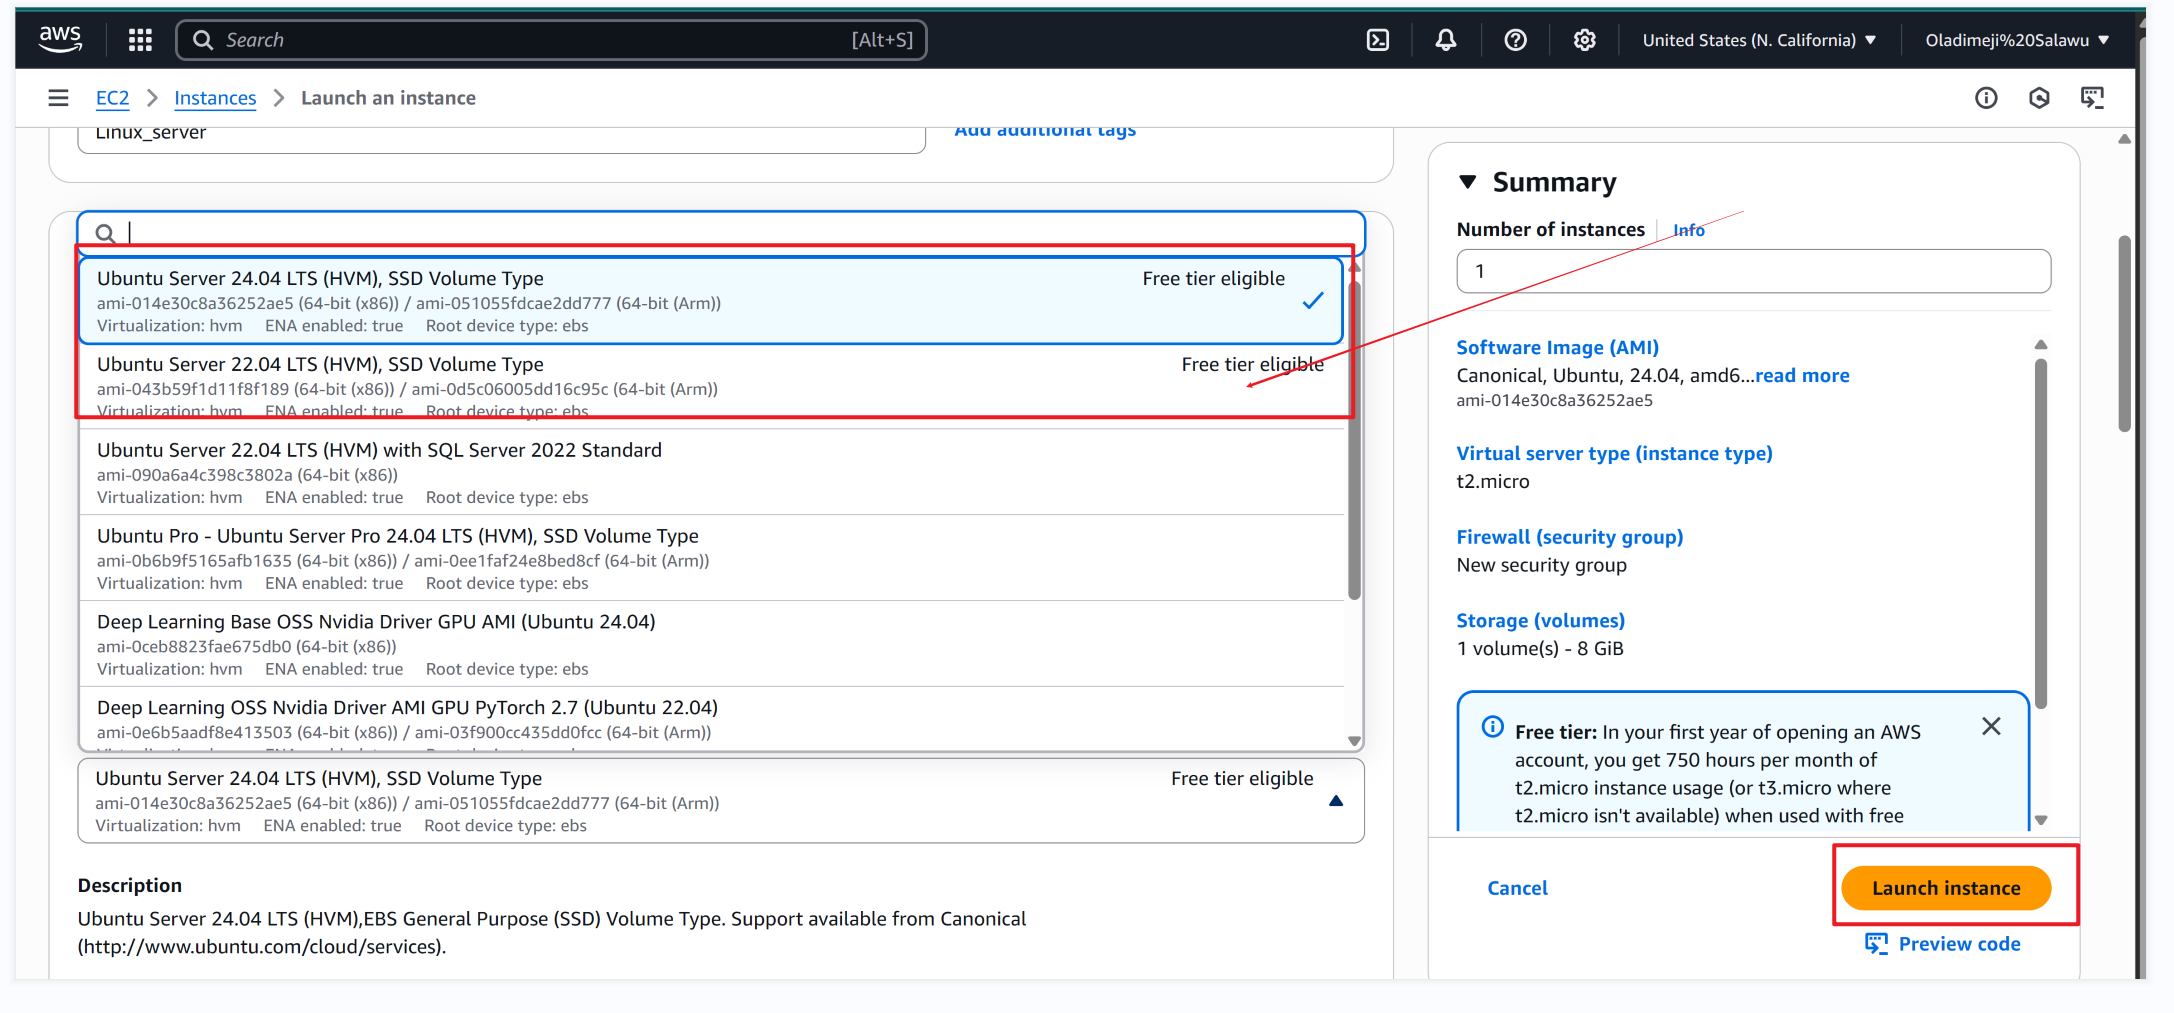 aws
Search [Alt+S]
United States (N. California)
Oladimeji%20Salawu
EC2 Instances Launch an instance
Linux_server
Add additional tags
Ubuntu Server 24.04 LTS (HVM), SSD Volume Type Free tier eligible
ami-014e30c8a36252ae5 (64-bit (x86)) / ami-051055fdcae2dd777 (64-bit (Arm))
Virtualization: hvm ENA enabled: true Root device type: ebs
Ubuntu Server 22.04 LTS (HVM), SSD Volume Type Free tier eligible
ami-043b59f1d11f8f189 (64-bit (x86)) / ami-0d5c06005dd16c95c (64-bit (Arm))
Virtualization: hvm ENA enabled: true Root device type: ebs
Ubuntu Server 22.04 LTS (HVM) with SQL Server 2022 Standard
ami-090a6a4c398c3802a (64-bit (x86))
Virtualization: hvm ENA enabled: true Root device type: ebs
Ubuntu Pro - Ubuntu Server Pro 24.04 LTS (HVM), SSD Volume Type
ami-0b6b9f5165afb1635 (64-bit (x86)) / ami-0ee1faf24e8bed8cf (64-bit (Arm))
Virtualization: hvm ENA enabled: true Root device type: ebs
Deep Learning Base OSS Nvidia Driver GPU AMI (Ubuntu 24.04)
ami-0ceb8823fae675db0 (64-bit (x86))
Virtualization: hvm ENA enabled: true Root device type: ebs
Deep Learning OSS Nvidia Driver AMI GPU PyTorch 2.7 (Ubuntu 22.04)
ami-0e6b5aadf8e413503 (64-bit (x86)) / ami-03f900cc435dd0fcc (64-bit (Arm))
Ubuntu Server 24.04 LTS (HVM), SSD Volume Type Free tier eligible
ami-014e30c8a36252ae5 (64-bit (x86)) / ami-051055fdcae2dd777 (64-bit (Arm))
Virtualization: hvm ENA enabled: true Root device type: ebs
Description
Ubuntu Server 24.04 LTS (HVM),EBS General Purpose (SSD) Volume Type. Support available from Canonical
(http://www.ubuntu.com/cloud/services).
Summary
Number of instances Info
1
Software Image (AMI)
Canonical, Ubuntu, 24.04, amd6...read more
ami-014e30c8a36252ae5
Virtual server type (instance type)
t2.micro
Firewall (security group)
New security group
Storage (volumes)
1 volume(s) - 8 GiB
Free tier: In your first year of opening an AWS
account, you get 750 hours per month of
t2.micro instance usage (or t3.micro where
t2.micro isn't available) when used with free
Cancel
Launch instance
Preview code